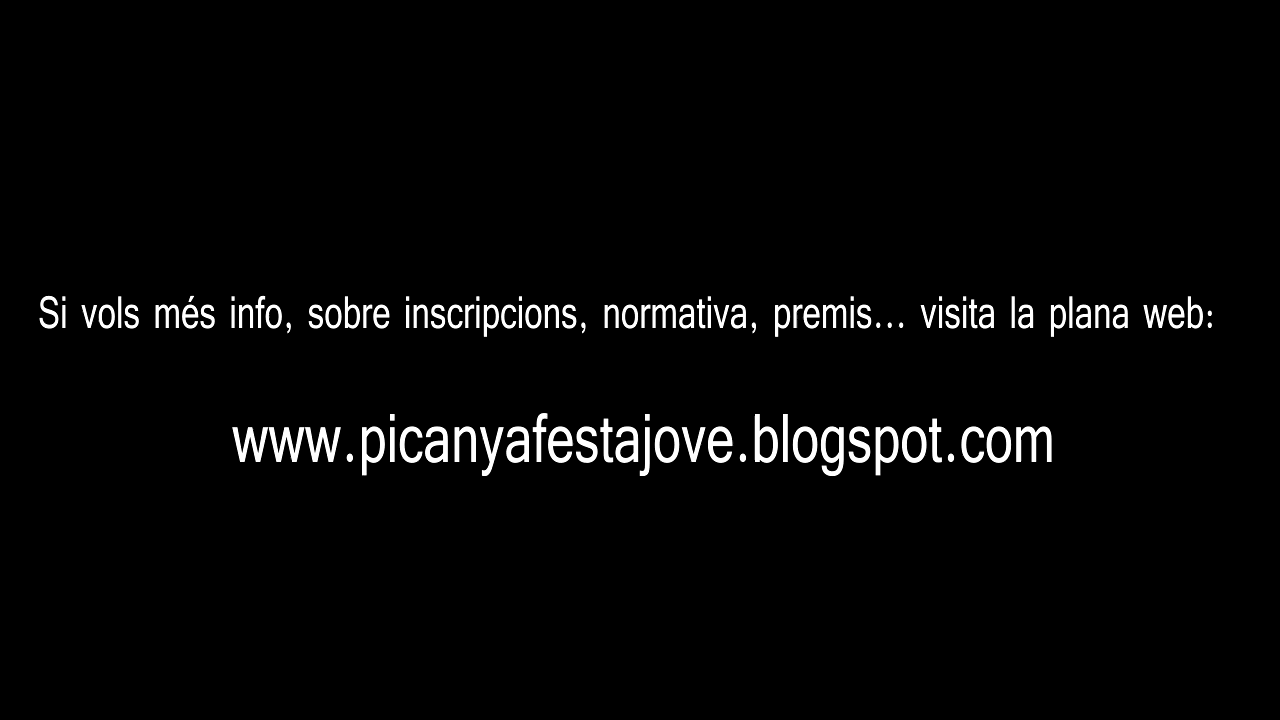 Si vols més info, sobre inscripcions, normativa, premis... visita la plana web:
www.picanyafestajove.blogspot.com